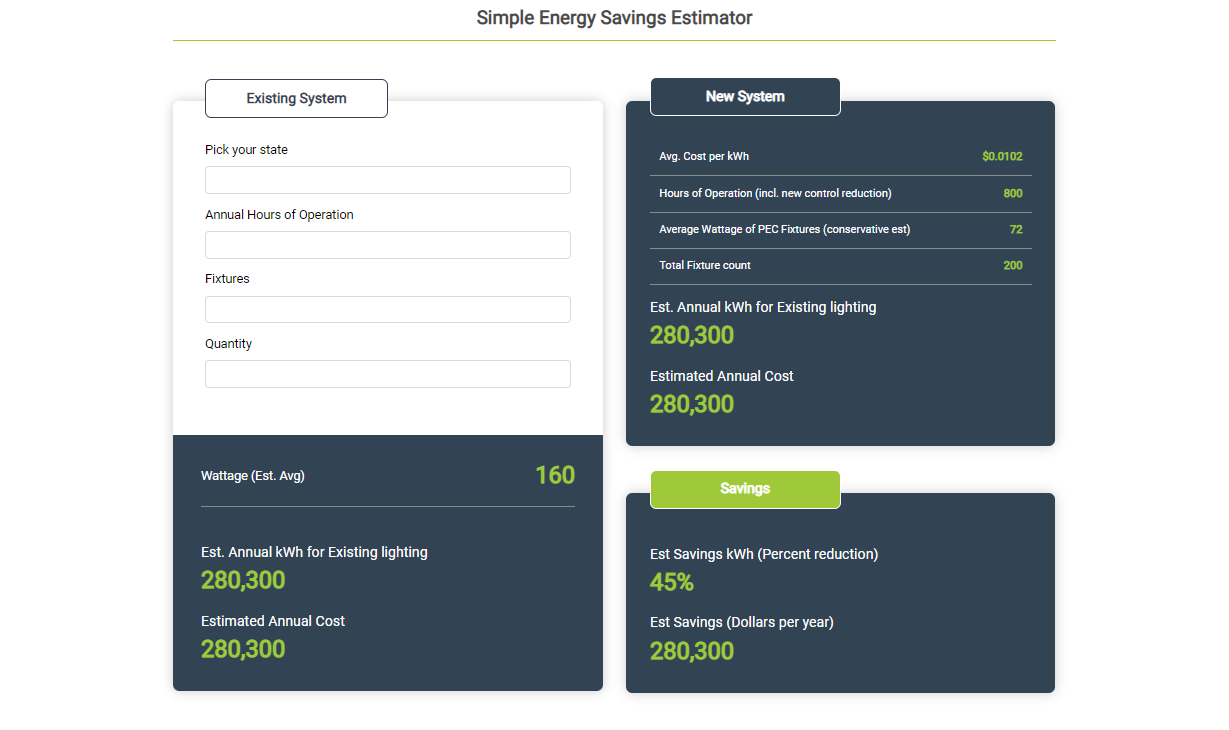 Simple Energy Savings Estimator
Existing System
Pick your state
Annual Hours of Operation
Fixtures
Quantity
Wattage (Est. Avg) 160
Est. Annual kWh for Existing lighting
280,300
Estimated Annual Cost
280,300
New System
Avg. Cost per kWh $0.0102
Hours of Operation (incl. new control reduction) 800
Average Wattage of PEC Fixtures (conservative est) 72
Total Fixture count 200
Est. Annual kWh for Existing lighting
280,300
Estimated Annual Cost
280,300
Savings
Est Savings kWh (Percent reduction)
45%
Est Savings (Dollars per year)
280,300